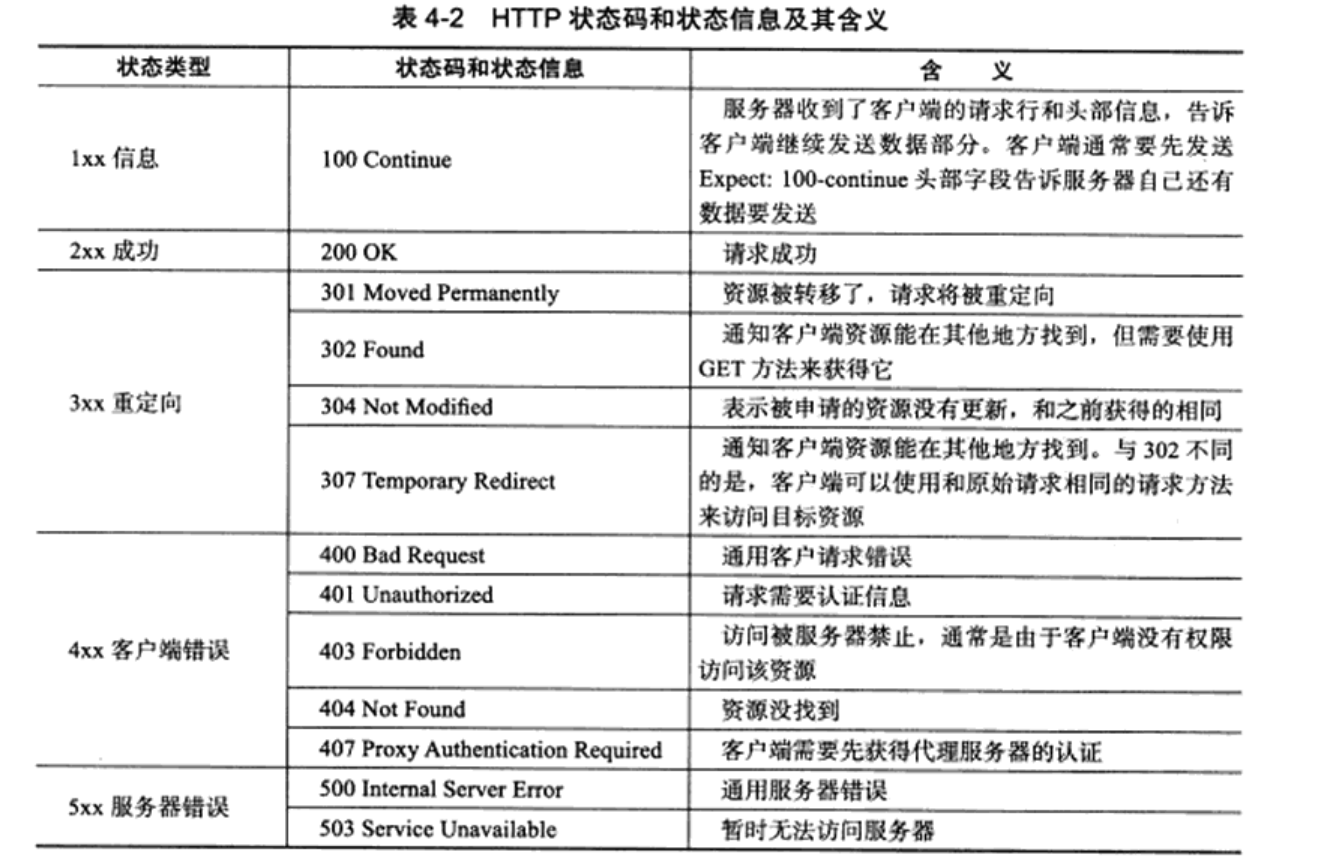 表 4-2 HTTP 状态码和状态信息及其含义
状态类型 状态码和状态信息 含 义
1xx 信息 100 Continue 服务器收到了客户端的请求行和头部信息，告诉
客户端继续发送数据部分。客户端通常要先发送
Expect: 100-continue 头部字段告诉服务器自己还有
数据要发送
2xx 成功 200 OK 请求成功
3xx 重定向
301 Moved Permanently 资源被转移了，请求将被重定向
302 Found 通知客户端资源能在其他地方找到，但需要使用
GET 方法来获得它
304 Not Modified 表示被申请的资源没有更新，和之前获得的相同
307 Temporary Redirect 通知客户端资源能在其他地方找到。与 302 不同
的是，客户端可以使用和原始请求相同的请求方法
来访问目标资源
4xx 客户端错误
400 Bad Request 通用客户请求错误
401 Unauthorized 请求需要认证信息
403 Forbidden 访问被服务器禁止，通常是由于客户端没有权限
访问该资源
404 Not Found 资源没找到
407 Proxy Authentication Required 客户端需要先获得代理服务器的认证
5xx 服务器错误
500 Internal Server Error 通用服务器错误
503 Service Unavailable 暂时无法访问服务器